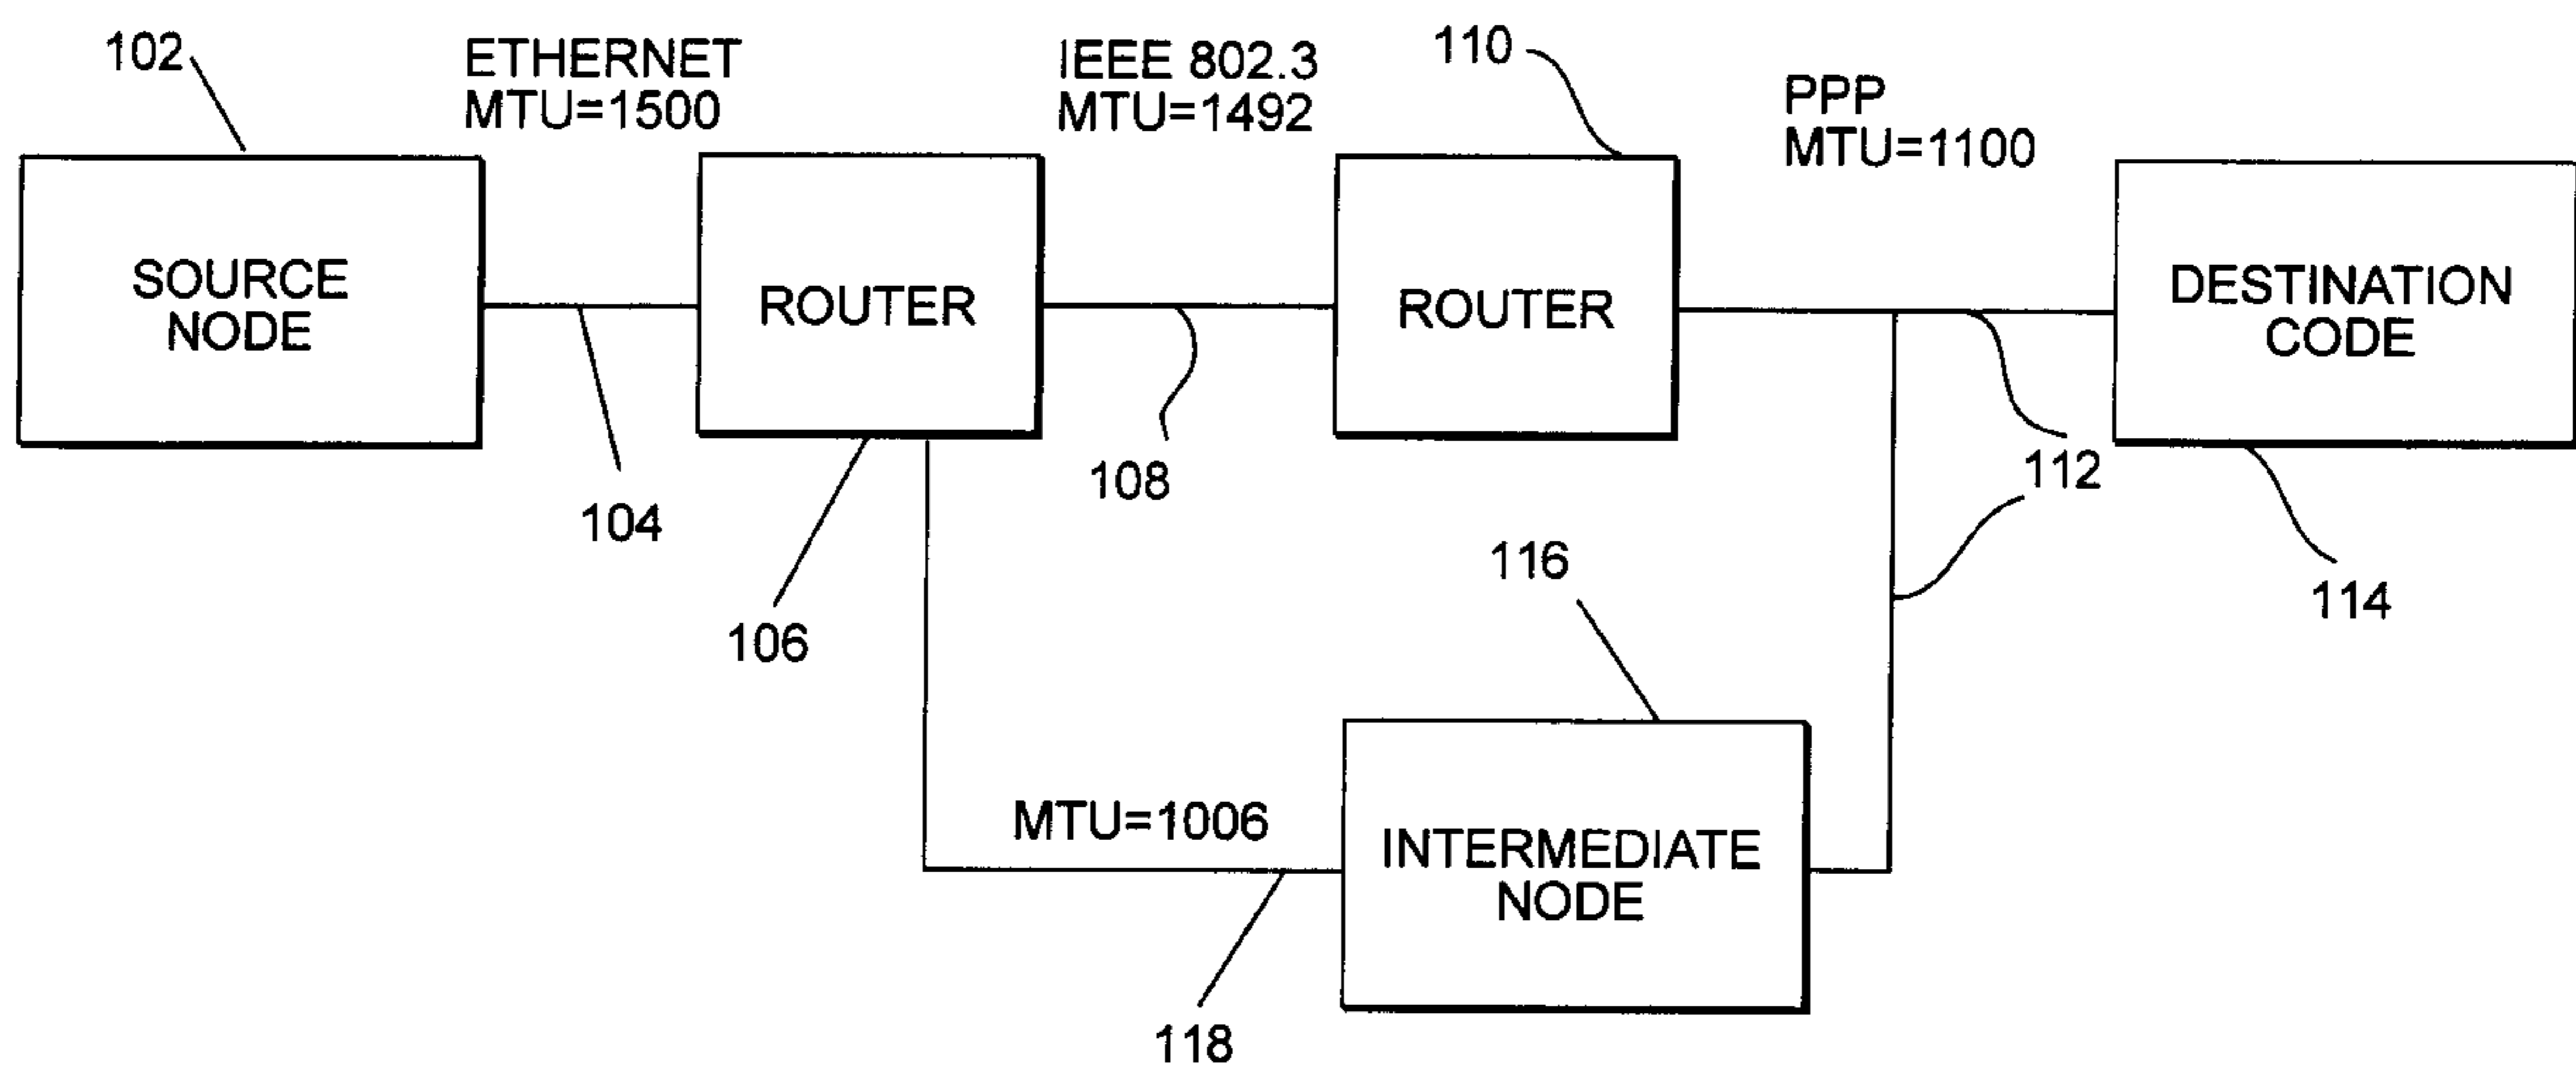 102
ETHERNET
MTU=1500
IEEE 802.3
MTU=1492
110
PPP
MTU=1100
SOURCE
NODE
ROUTER
ROUTER
DESTINATION
CODE
104
108
112
106
116
114
MTU=1006
INTERMEDIATE
NODE
118